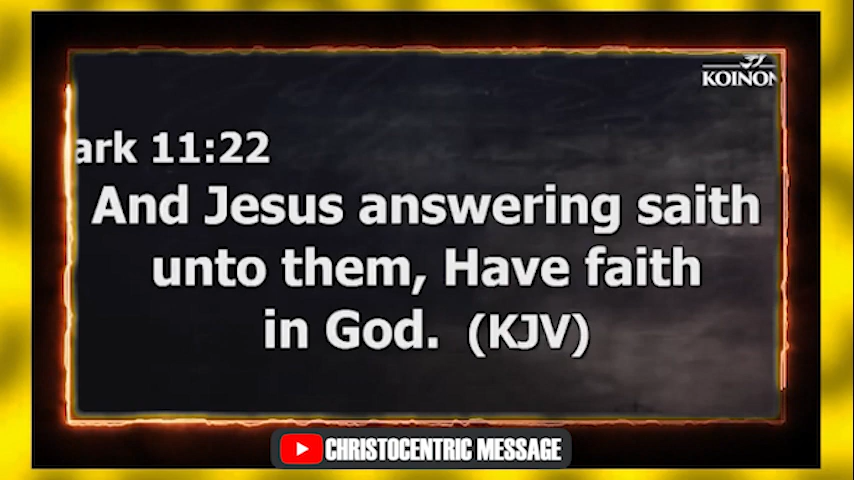 KOINON
ark 11:22
And Jesus answering saith
unto them, Have faith
in God. (KJV)
CHRISTOCENTRIC MESSAGE